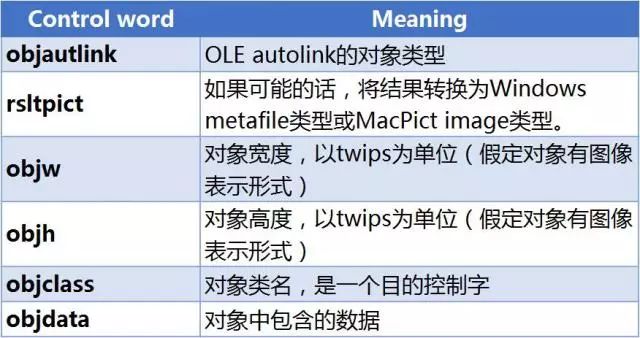 Control word Meaning
objautlink OLE autolink的对象类型
rsltpict 如果可能的话，将结果转换为Windows
metafile类型或MacPict image类型。
objw 对象宽度，以twips为单位（假定对象有图像
表示形式）
objh 对象高度，以twips为单位（假定对象有图像
表示形式）
objclass 对象类名，是一个目的控制字
objdata 对象中包含的数据